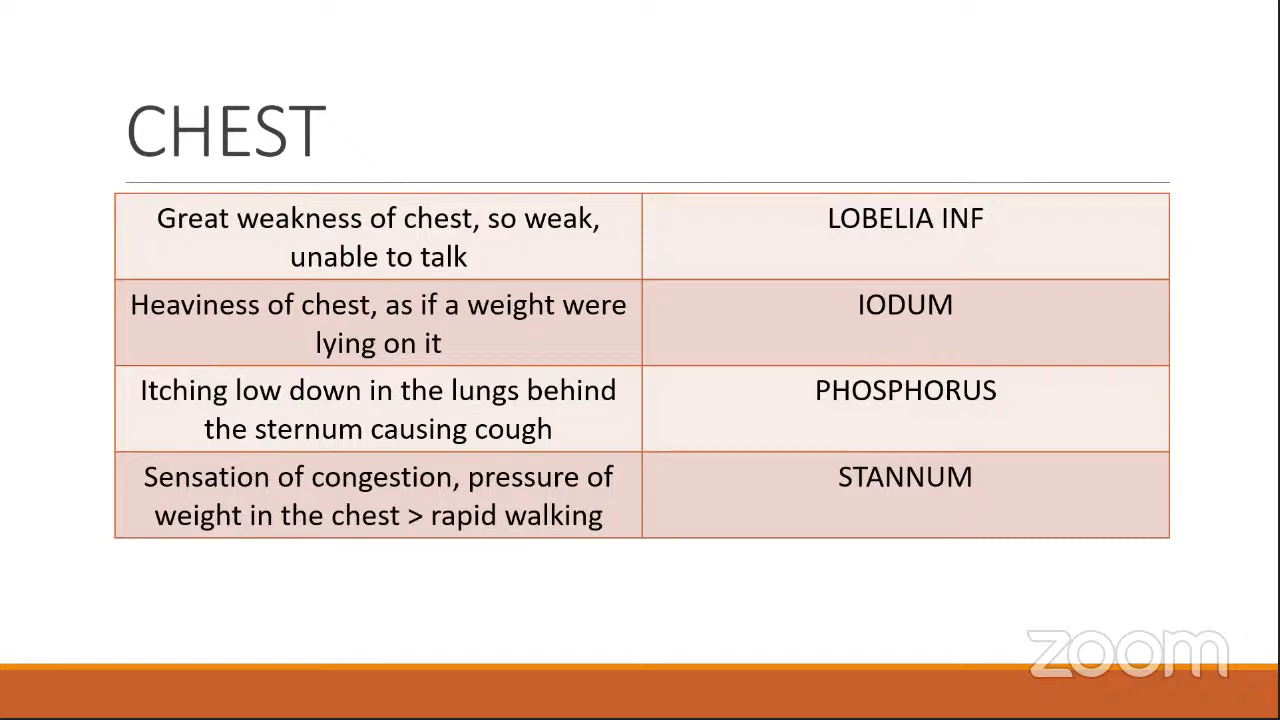 CHEST
Great weakness of chest, so weak,
unable to talk
LOBELIA INF
Heaviness of chest, as if a weight were
lying on it
IODUM
Itching low down in the lungs behind
the sternum causing cough
PHOSPHORUS
Sensation of congestion, pressure of
weight in the chest > rapid walking
STANNUM
zoom